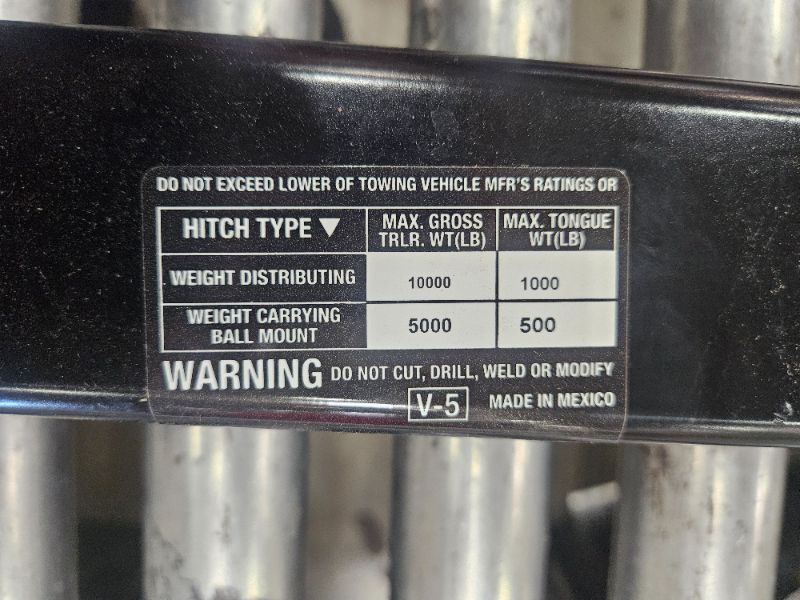 DO NOT EXCEED LOWER OF TOWING VEHICLE MFR'S RATINGS OR
HITCH TYPE ▼ MAX. GROSS TRLR. WT(LB) MAX. TONGUE WT(LB)
WEIGHT DISTRIBUTING 10000 1000
WEIGHT CARRYING BALL MOUNT 5000 500
WARNING DO NOT CUT, DRILL, WELD OR MODIFY
V-5 MADE IN MEXICO